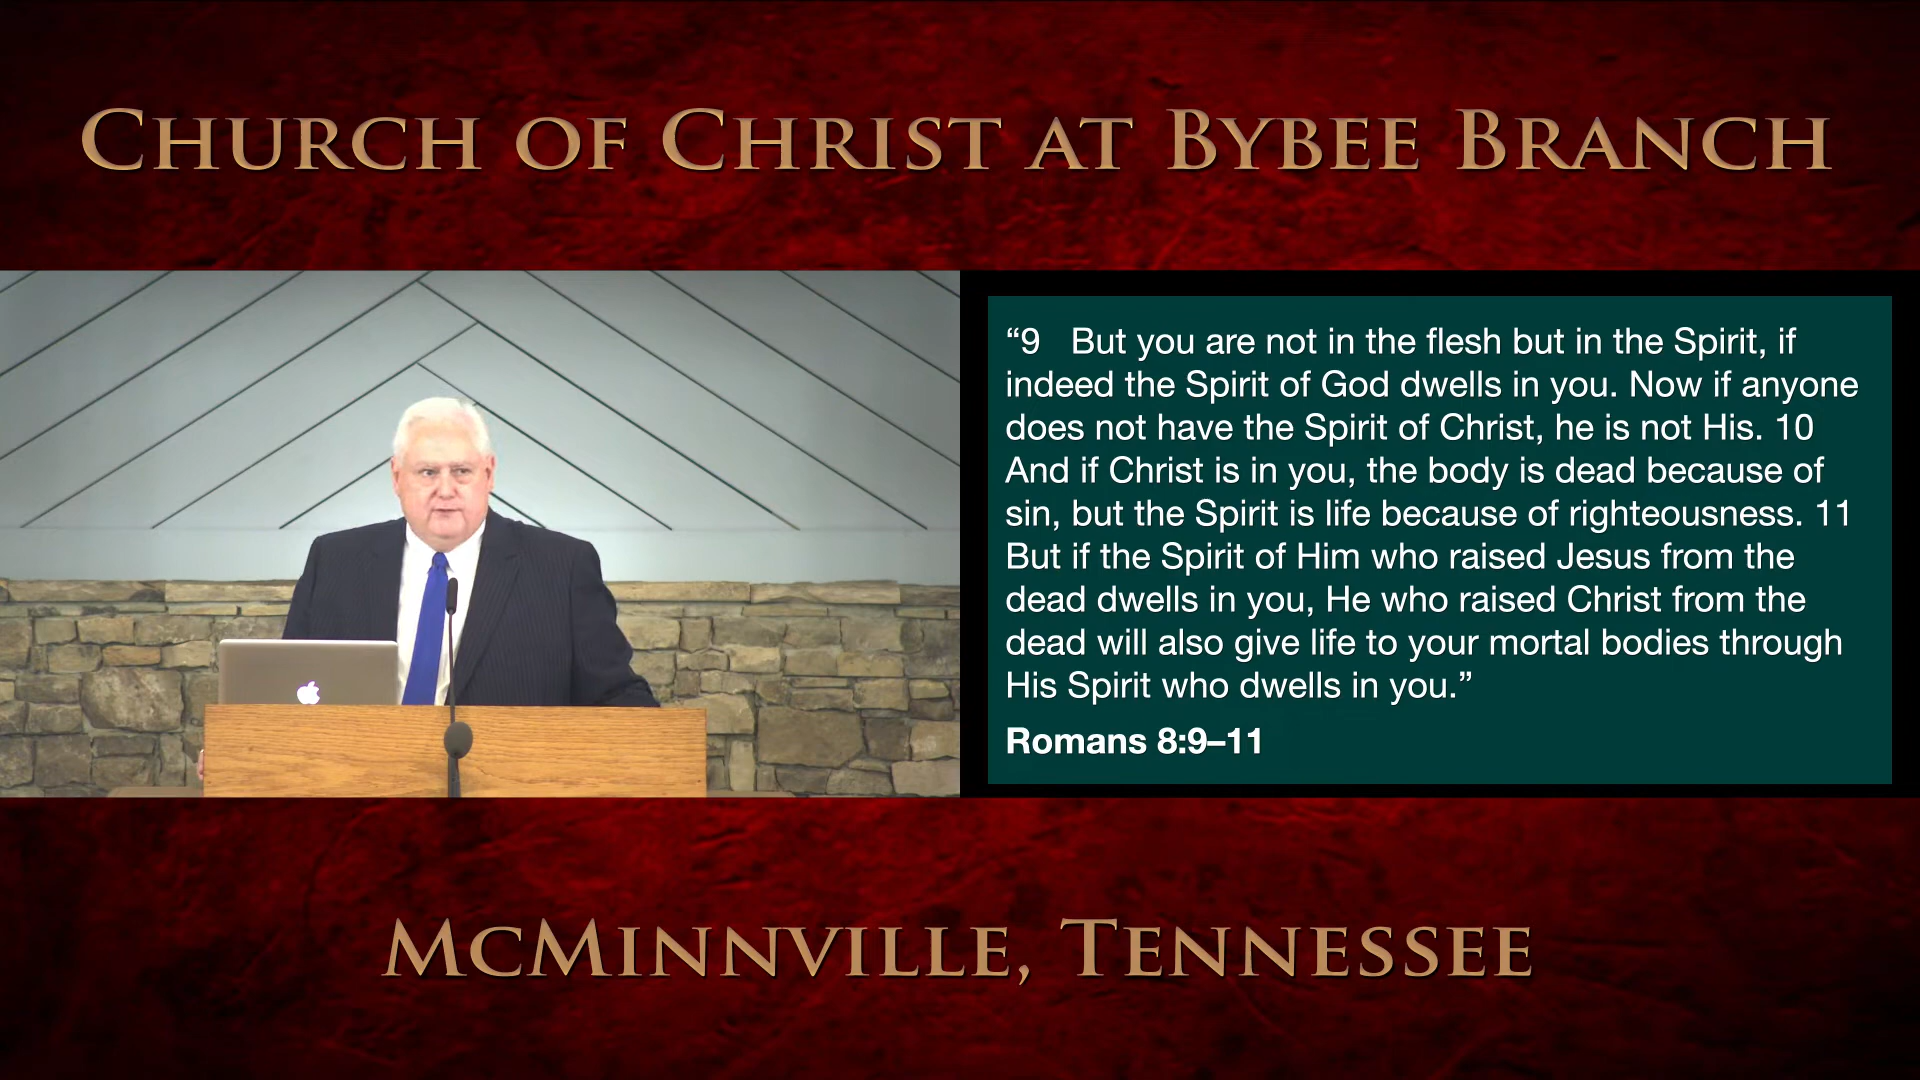 CHURCH OF CHRIST AT BYBEE BRANCH
“9 But you are not in the flesh but in the Spirit, if
indeed the Spirit of God dwells in you. Now if anyone
does not have the Spirit of Christ, he is not His. 10
And if Christ is in you, the body is dead because of
sin, but the Spirit is life because of righteousness. 11
But if the Spirit of Him who raised Jesus from the
dead dwells in you, He who raised Christ from the
dead will also give life to your mortal bodies through
His Spirit who dwells in you.”
Romans 8:9–11
MCMINNVILLE, TENNESSEE